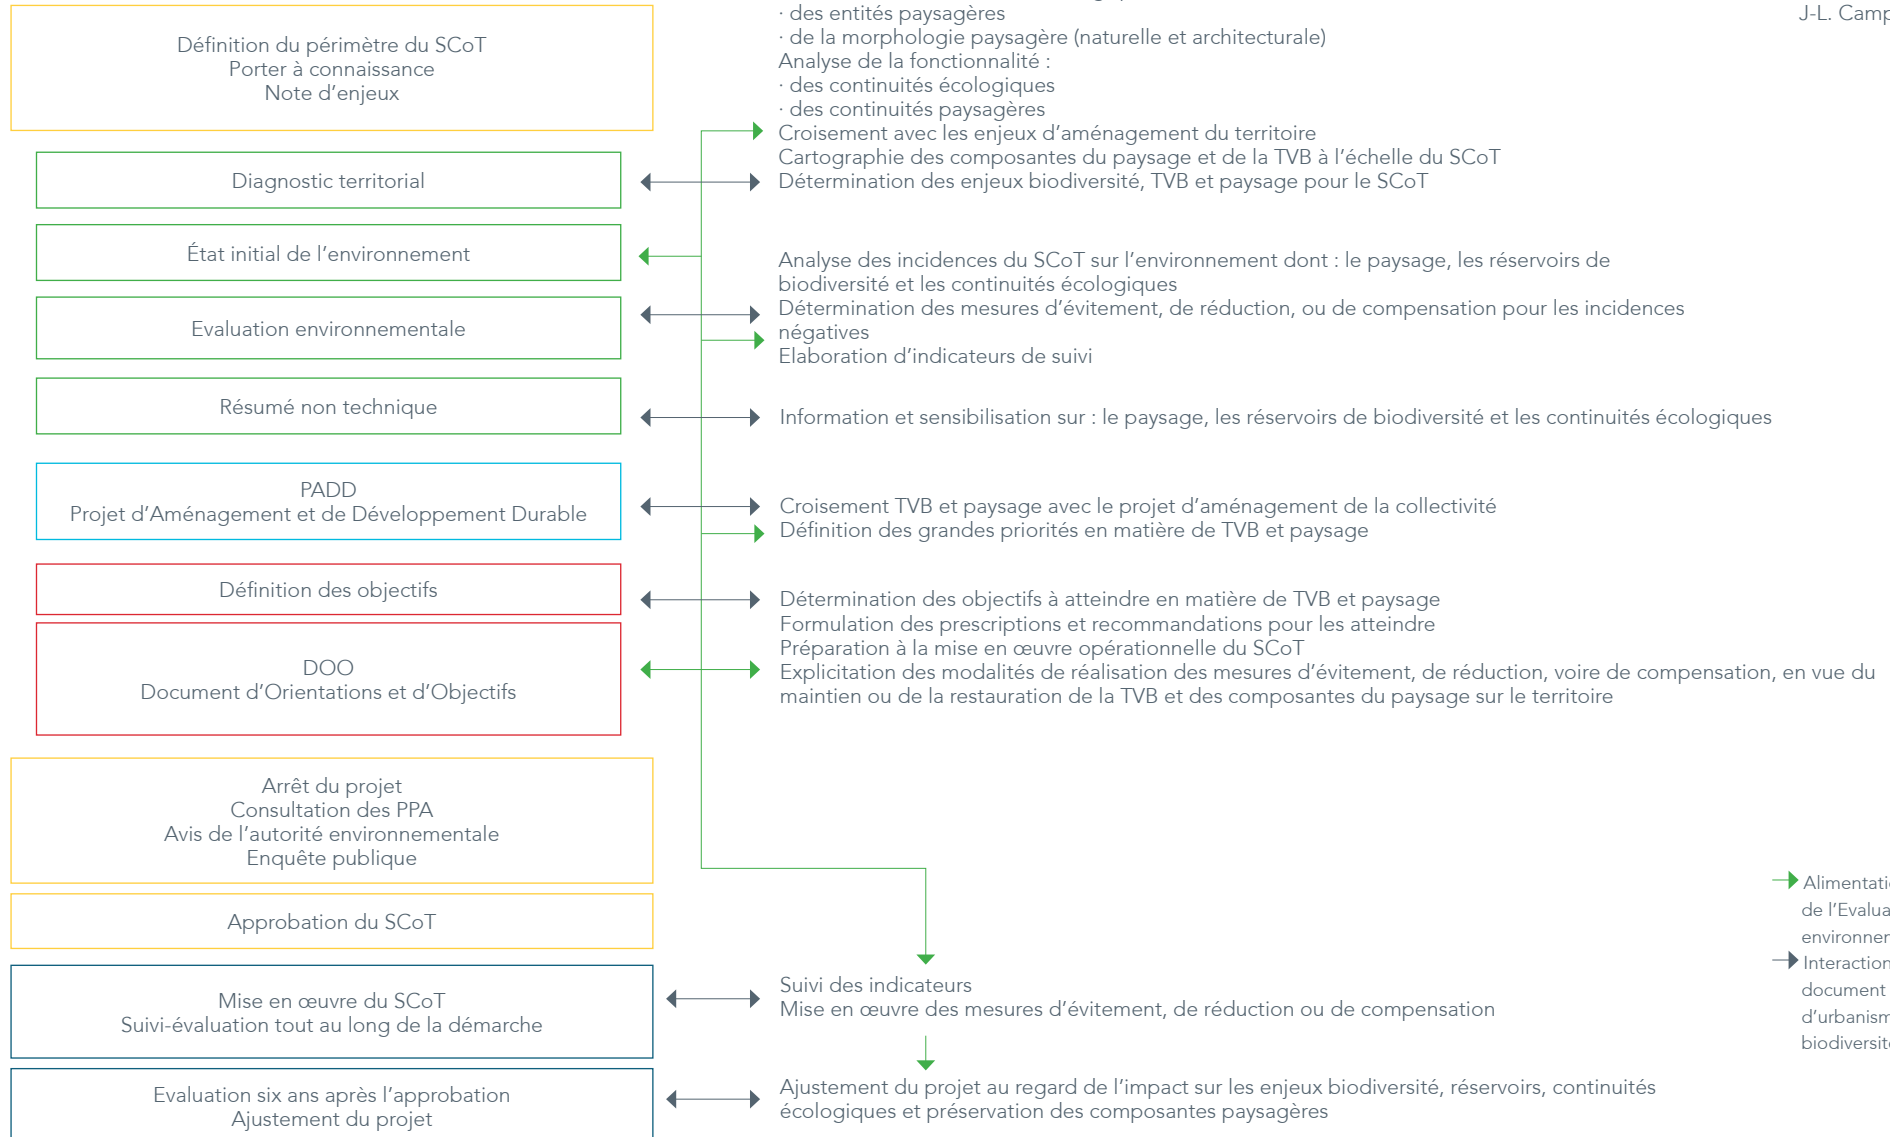 Définition du périmètre du SCoT
Porter à connaissance
Note d'enjeux
Diagnostic territorial
État initial de l'environnement
Evaluation environnementale
Résumé non technique
PADD
Projet d'Aménagement et de Développement Durable
Définition des objectifs
DOO
Document d'Orientations et d'Objectifs
Arrêt du projet
Consultation des PPA
Avis de l'autorité environnementale
Enquête publique
Approbation du SCoT
Mise en œuvre du SCoT
Suivi-évaluation tout au long de la démarche
Evaluation six ans après l'approbation
Ajustement du projet
· des entités paysagères
· de la morphologie paysagère (naturelle et architecturale)
Analyse de la fonctionnalité :
· des continuités écologiques
· des continuités paysagères
Croisement avec les enjeux d'aménagement du territoire
Cartographie des composantes du paysage et de la TVB à l'échelle du SCoT
Détermination des enjeux biodiversité, TVB et paysage pour le SCoT
Analyse des incidences du SCoT sur l'environnement dont : le paysage, les réservoirs de
biodiversité et les continuités écologiques
Détermination des mesures d'évitement, de réduction, ou de compensation pour les incidences
négatives
Elaboration d'indicateurs de suivi
Information et sensibilisation sur : le paysage, les réservoirs de biodiversité et les continuités écologiques
Croisement TVB et paysage avec le projet d'aménagement de la collectivité
Définition des grandes priorités en matière de TVB et paysage
Détermination des objectifs à atteindre en matière de TVB et paysage
Formulation des prescriptions et recommandations pour les atteindre
Préparation à la mise en œuvre opérationnelle du SCoT
Explicitation des modalités de réalisation des mesures d'évitement, de réduction, voire de compensation, en vue du
maintien ou de la restauration de la TVB et des composantes du paysage sur le territoire
Suivi des indicateurs
Mise en œuvre des mesures d'évitement, de réduction ou de compensation
Ajustement du projet au regard de l'impact sur les enjeux biodiversité, réservoirs, continuités
écologiques et préservation des composantes paysagères
J-L.
de
Interaction
document